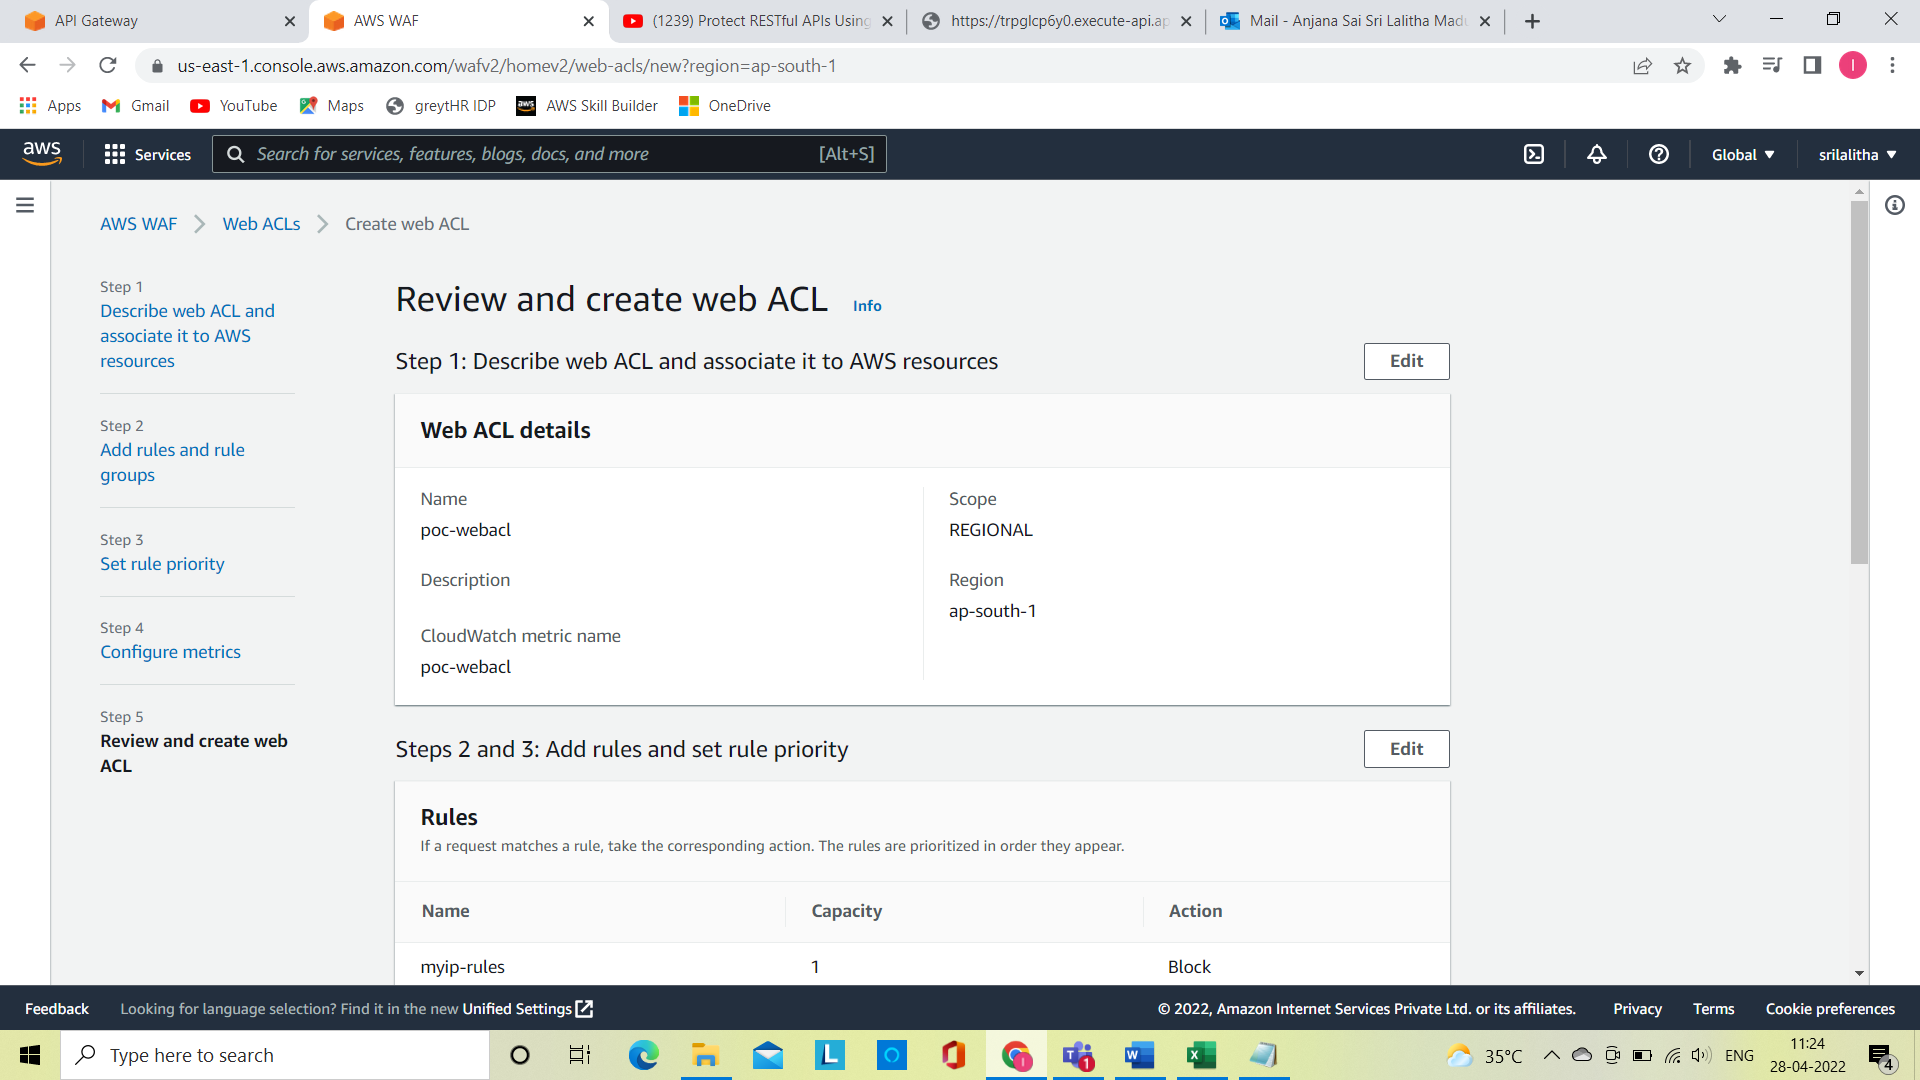 API Gateway
AWS WAF
(1239) Protect RESTful APIs Using
https://trpglcp6y0.execute-api.ap
Mail - Anjana Sai Sri Lalitha Madu
us-east-1.console.aws.amazon.com/wafv2/homev2/web-acls/new?region=ap-south-1
I
Apps
Gmail
YouTube
Maps
greytHR IDP
aws
AWS Skill Builder
OneDrive
aws
Services
Search for services, features, blogs, docs, and more
[Alt+S]
Global
srilalitha
AWS WAF
Web ACLs
Create web ACL
Step 1
Describe web ACL and
associate it to AWS
resources
Step 2
Add rules and rule
groups
Step 3
Set rule priority
Step 4
Configure metrics
Step 5
Review and create web
ACL
Review and create web ACL
Info
Step 1: Describe web ACL and associate it to AWS resources
Edit
Web ACL details
Name
poc-webacl
Scope
REGIONAL
Description
Region
ap-south-1
CloudWatch metric name
poc-webacl
Steps 2 and 3: Add rules and set rule priority
Edit
Rules
If a request matches a rule, take the corresponding action. The rules are prioritized in order they appear.
Name
Capacity
Action
myip-rules
1
Block
Feedback
Looking for language selection? Find it in the new Unified Settings
© 2022, Amazon Internet Services Private Ltd. or its affiliates.
Privacy
Terms
Cookie preferences
Type here to search
35°C
ENG
11:24
28-04-2022
4